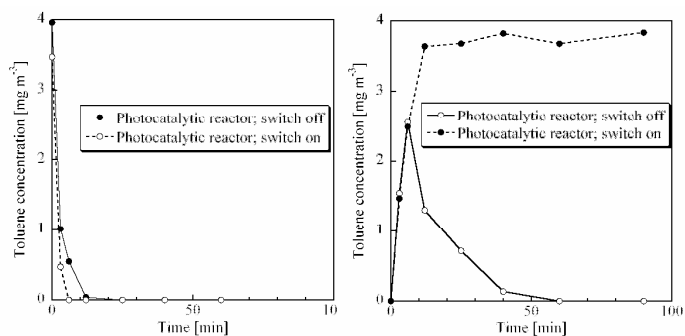 4
3
2
1
0
Toluene concentration [mg m⁻³]
Photocatalytic reactor; switch off
Photocatalytic reactor; switch on
0
50
10
Time [min]
4
3
2
1
0
Toluene concentration [mg m⁻³]
Photocatalytic reactor; switch off
Photocatalytic reactor; switch on
0
50
100
Time [min]